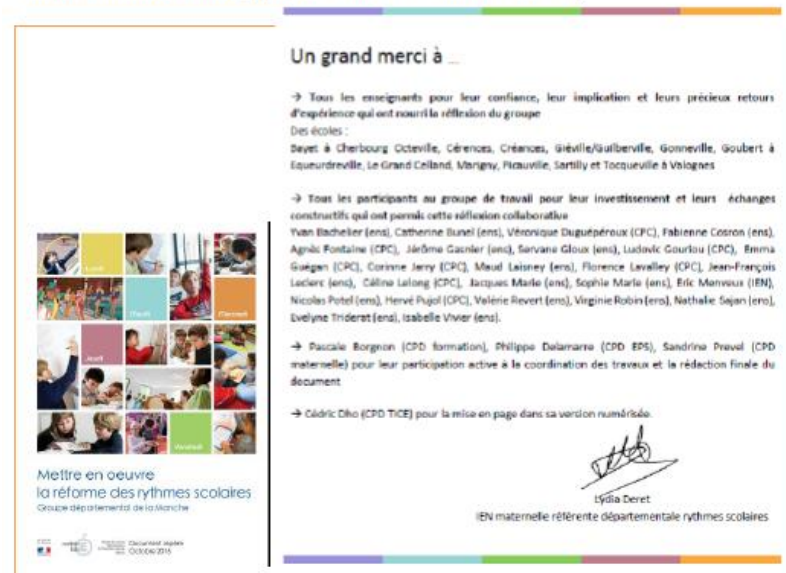 Lundi
Mardi
Mercredi
Jeudi
Vendredi
Mettre en oeuvre
la réforme des rythmes scolaires
Groupe départemental de la Manche
Document repère
Octobre
Un grand merci à ...
→ Tous les enseignants pour leur confiance, leur implication et leurs précieux retours
d'expérience qui ont nourri la réflexion du groupe
Des écoles :
Bayet à Cherbourg Octeville, Cérences, Créances, Giéville/Guilberville, Gonneville, Goubert à
Equeurdreville, Le Grand Celland, Marigny, Picauville, Sartilly et Tocqueville à Valognes
→ Tous les participants au groupe de travail pour leur investissement et leurs échanges
constructifs qui ont permis cette réflexion collaborative
Yvan Bachelier (ens), Catherine Bunel (ens), Véronique Duguépéroux (CPC), Fabienne Cosron (ens),
Agnès Fontaine (CPC), Jérôme Gasnier (ens), Servane Gloux (ens), Ludovic Gouriou (CPC), Emma
Guégan (CPC), Corinne Jarry (CPC), Maud Laisney (ens), Florence Lavalley (CPC), Jean-François
Leclerc (ens), Céline Lelong (CPC), Jacques Marie (ens), Sophie Marie (ens), Eric (IEN),
Nicolas Potel (ens), Hervé Pujol (CPC), Valérie Revert (ens), Virginie Robin (ens), Nathalie Sajan (ens),
Evelyne Triderat (ens), Isabelle Vivier (ens).
→ Pascale Borgnon (CPD formation), Philippe Delamarre (CPD EPS), Sandrine Prevel (CPD
maternelle) pour leur participation active à la coordination des travaux et la rédaction finale du
document
→ Cédric Dho (CPD TICE) pour la mise en page dans sa version numérisée.
Lydia Deret
IEN maternelle référente départementale rythmes scolaires